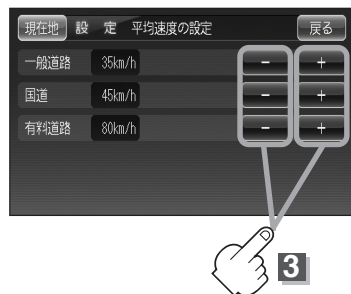 現在地 設 定 平均速度の設定 戻る
一般道路 35km/h － ＋
国道 45km/h － ＋
有料道路 80km/h － ＋
3